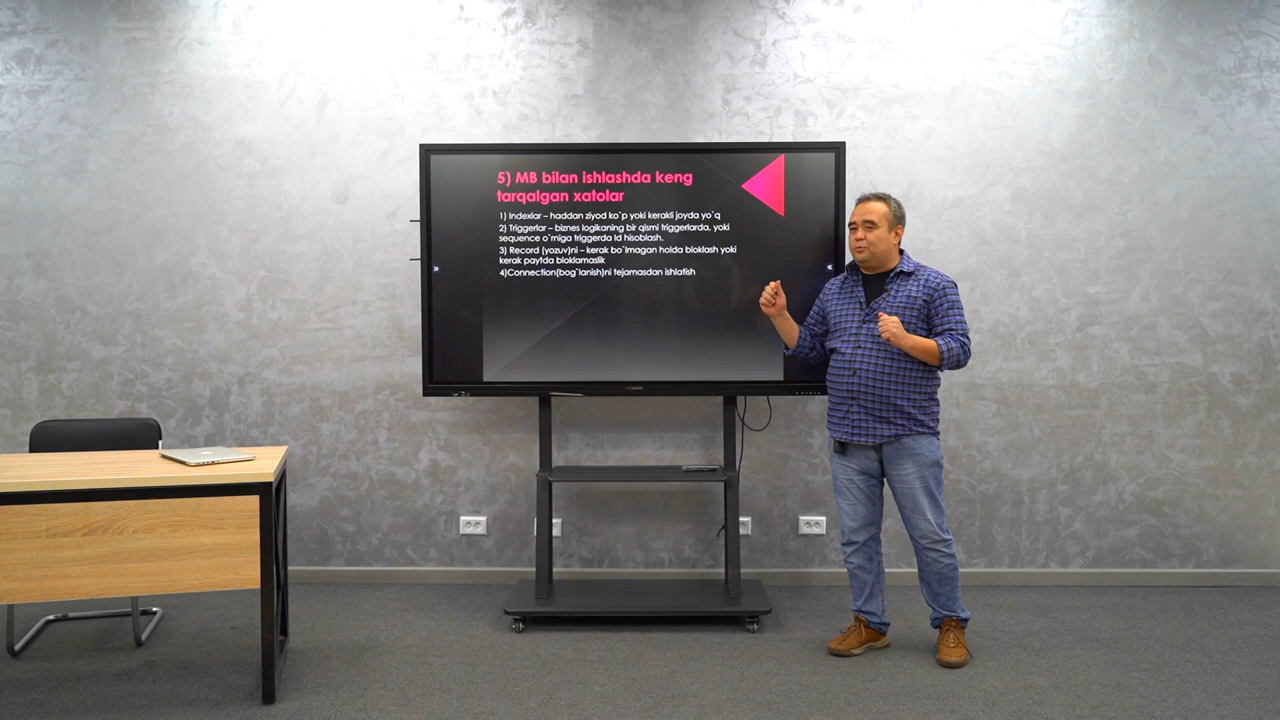 5) MB bilan ishlashda keng
tarqalgan xatolar
1) Indexlar – haddan ziyod ko`p yoki kerakli joyda yo`q
2) Triggerlar – biznes logikaning bir qismi triggerlarda, yoki
sequence o`rniga triggerda Id hisoblash.
3) Record (yozuv)ni – kerak bo`lmagan holda bloklash yoki
kerak paytda bloklamaslik
4)Connection(bog`lanish)ni tejamasdan ishlatish